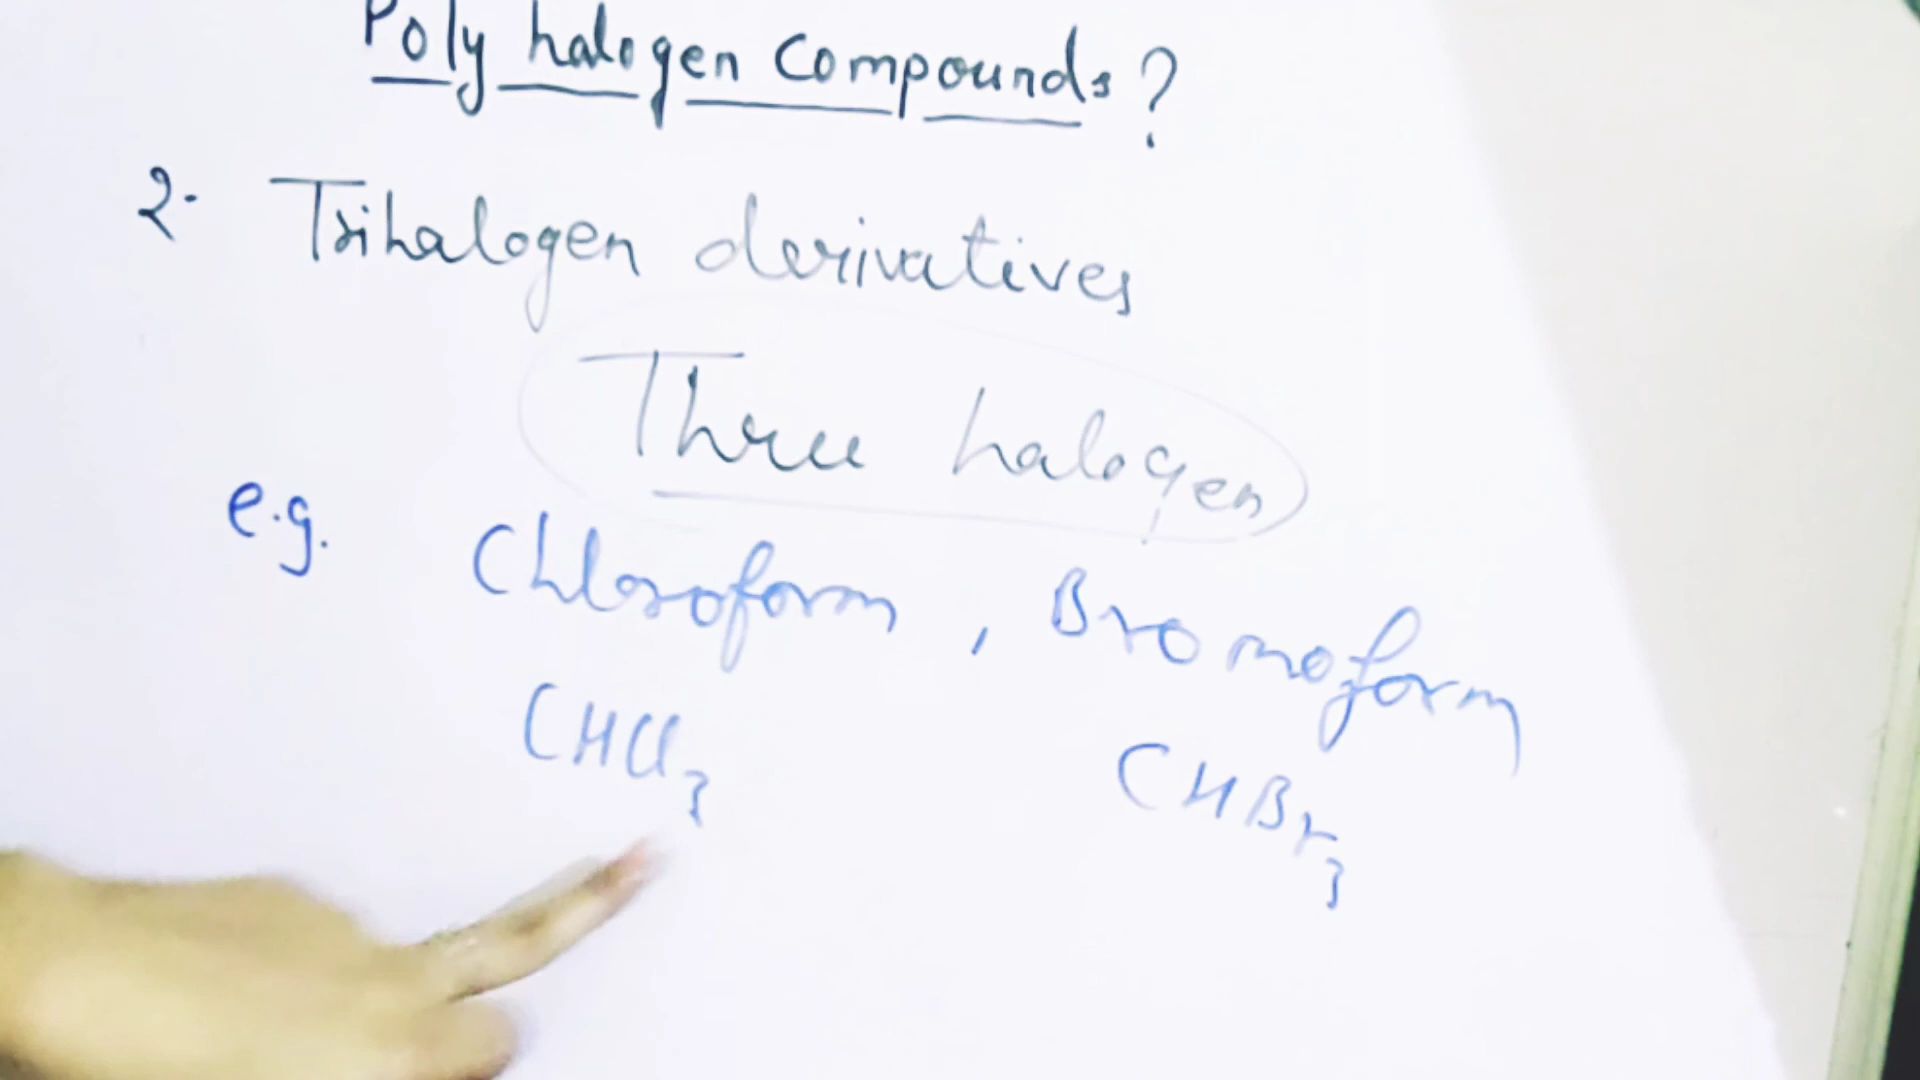 Poly halogen compounds?
2. Trihalogen derivatives
Three halogen
e.g. Chloroform, Bromoform
CHCl3 CHBr3